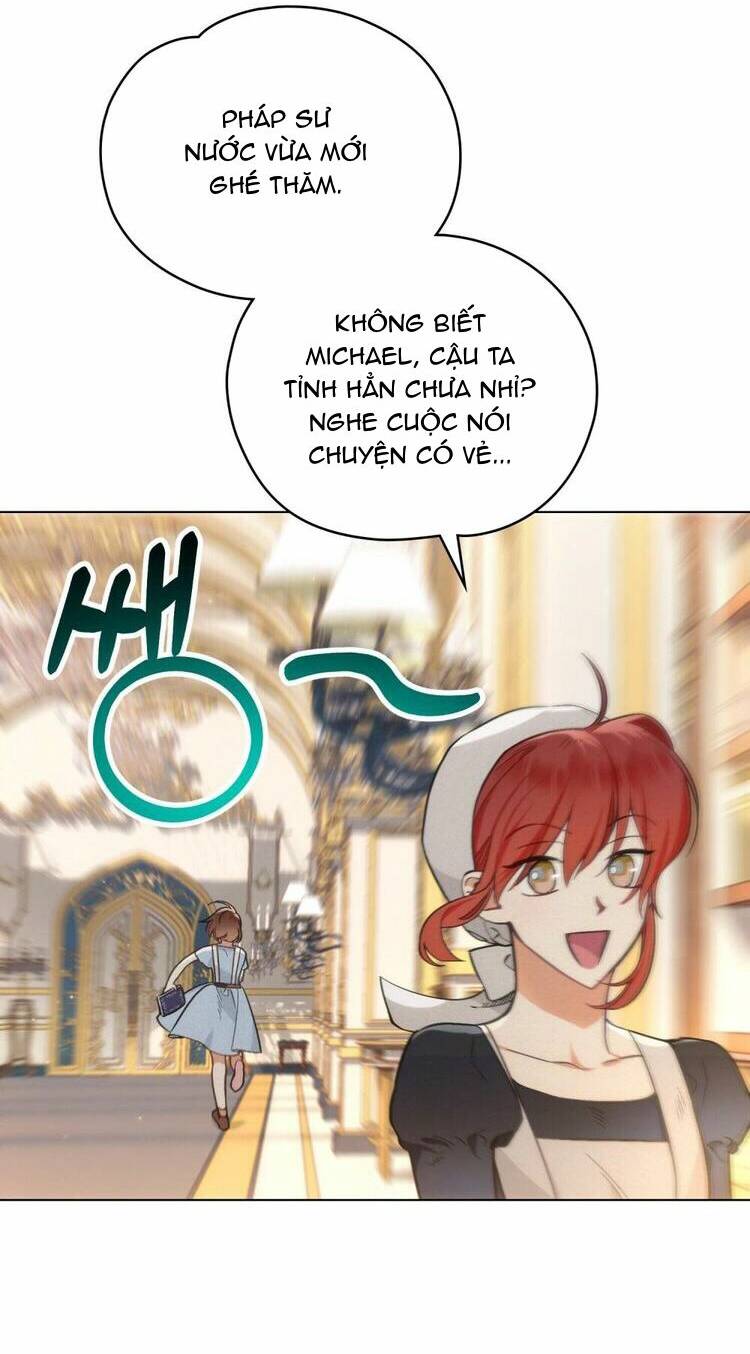 PHÁP SƯ
NƯỚC VỪA MỚI
GHÉ THĂM.
KHÔNG BIẾT
MICHAEL, CẬU TA
TỈNH HẲN CHƯA NHỈ?
NGHE CUỘC NÓI
CHUYỆN CÓ VẺ...
쌩~